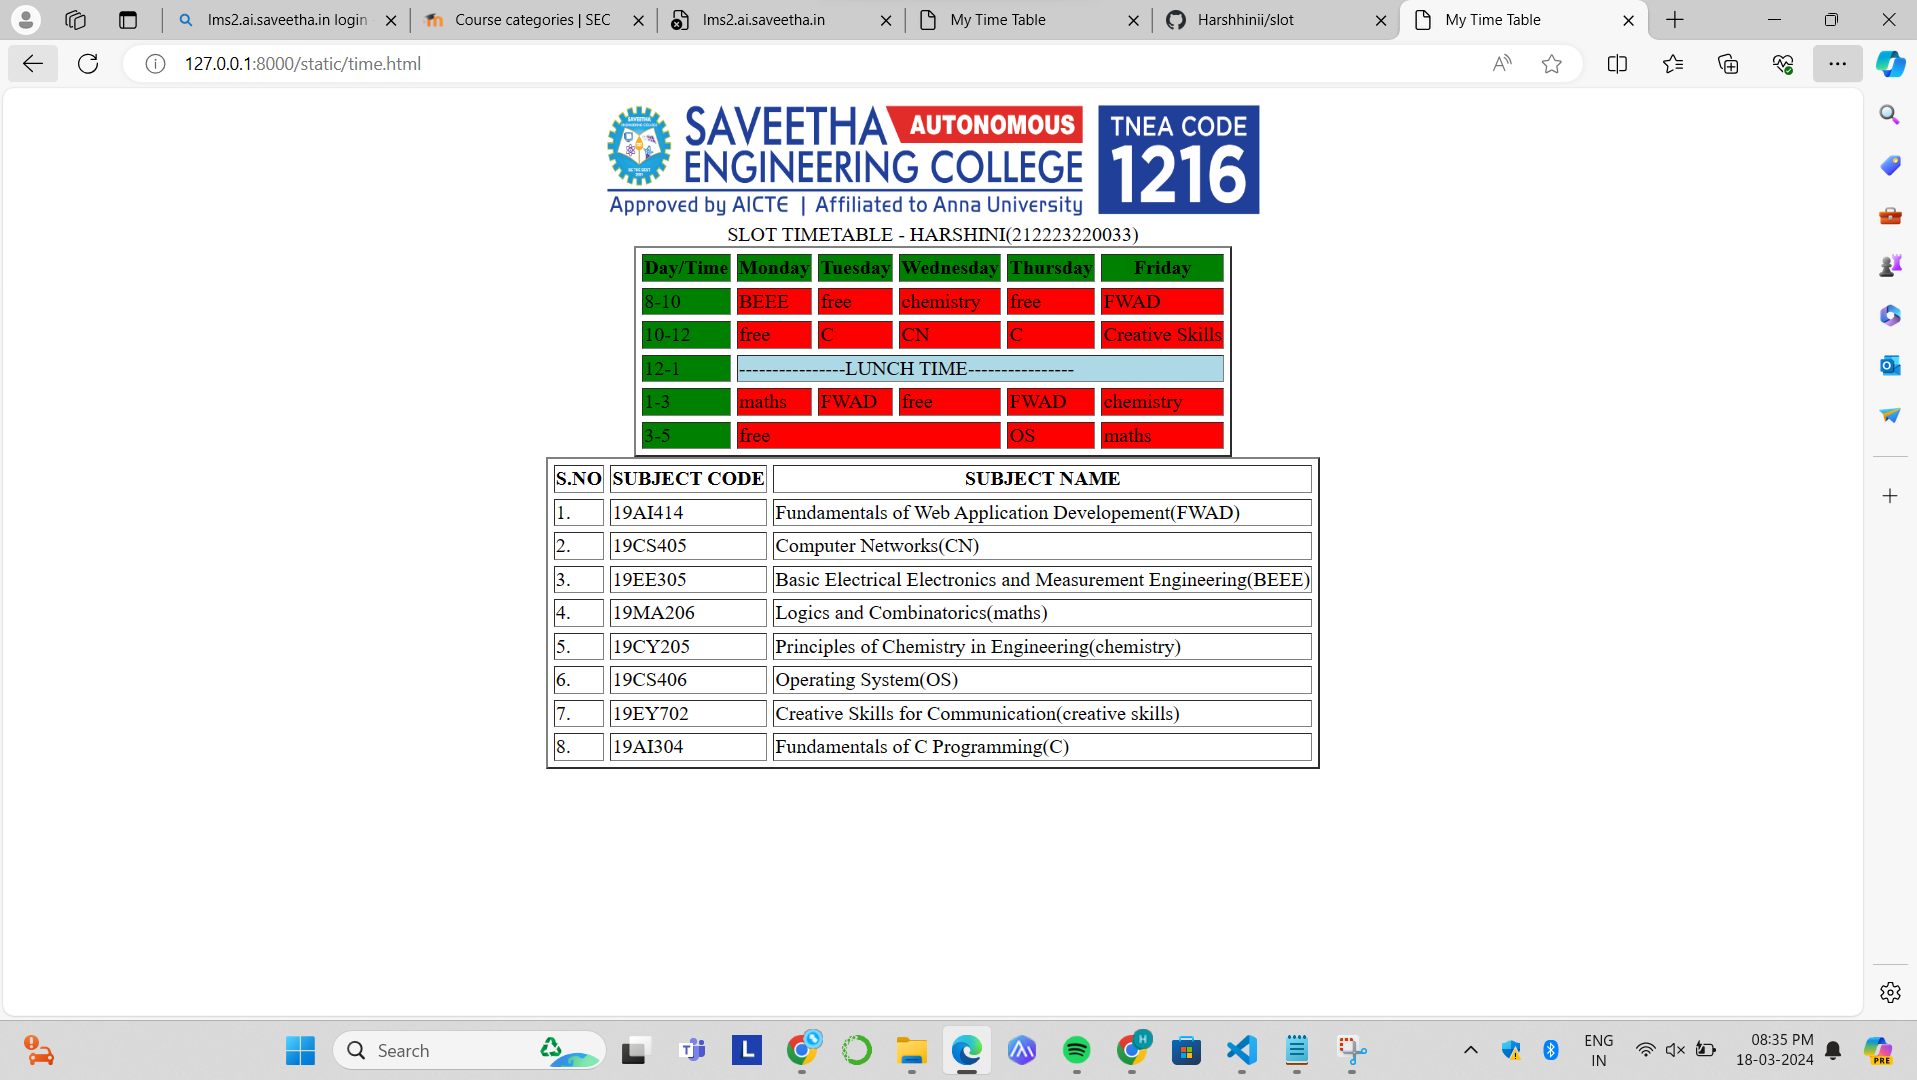 lms2.ai.saveetha.in login
Course categories | SEC
lms2.ai.saveetha.in
My Time Table
Harshhinii/slot
My Time Table
127.0.0.1:8000/static/time.html
SAVEETHA AUTONOMOUS
ENGINEERING COLLEGE
Approved by AICTE | Affiliated to Anna University
TNEA CODE
1216
SLOT TIMETABLE - HARSHINI(212223220033)
Day/Time Monday Tuesday Wednesday Thursday Friday
8-10 BEEE free chemistry free FWAD
10-12 free C CN C Creative Skills
12-1 ----------------LUNCH TIME----------------
1-3 maths FWAD free FWAD chemistry
3-5 free OS maths
S.NO SUBJECT CODE SUBJECT NAME
1. 19AI414 Fundamentals of Web Application Developement(FWAD)
2. 19CS405 Computer Networks(CN)
3. 19EE305 Basic Electrical Electronics and Measurement Engineering(BEEE)
4. 19MA206 Logics and Combinatorics(maths)
5. 19CY205 Principles of Chemistry in Engineering(chemistry)
6. 19CS406 Operating System(OS)
7. 19EY702 Creative Skills for Communication(creative skills)
8. 19AI304 Fundamentals of C Programming(C)
Search
L
H
ENG
IN
08:35 PM
18-03-2024
PRE